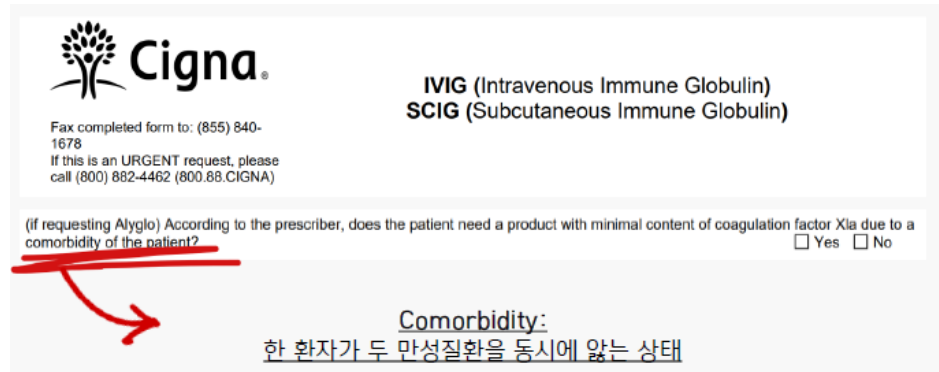 Cigna®
IVIG (Intravenous Immune Globulin)
SCIG (Subcutaneous Immune Globulin)
Fax completed form to: (855) 840-
1678
If this is an URGENT request, please
call (800) 882-4462 (800.88.CIGNA)
(if requesting Alyglo) According to the prescriber, does the patient need a product with minimal content of coagulation factor XIa due to a
comorbidity of the patient? ☐ Yes ☐ No
Comorbidity:
한 환자가 두 만성질환을 동시에 앓는 상태